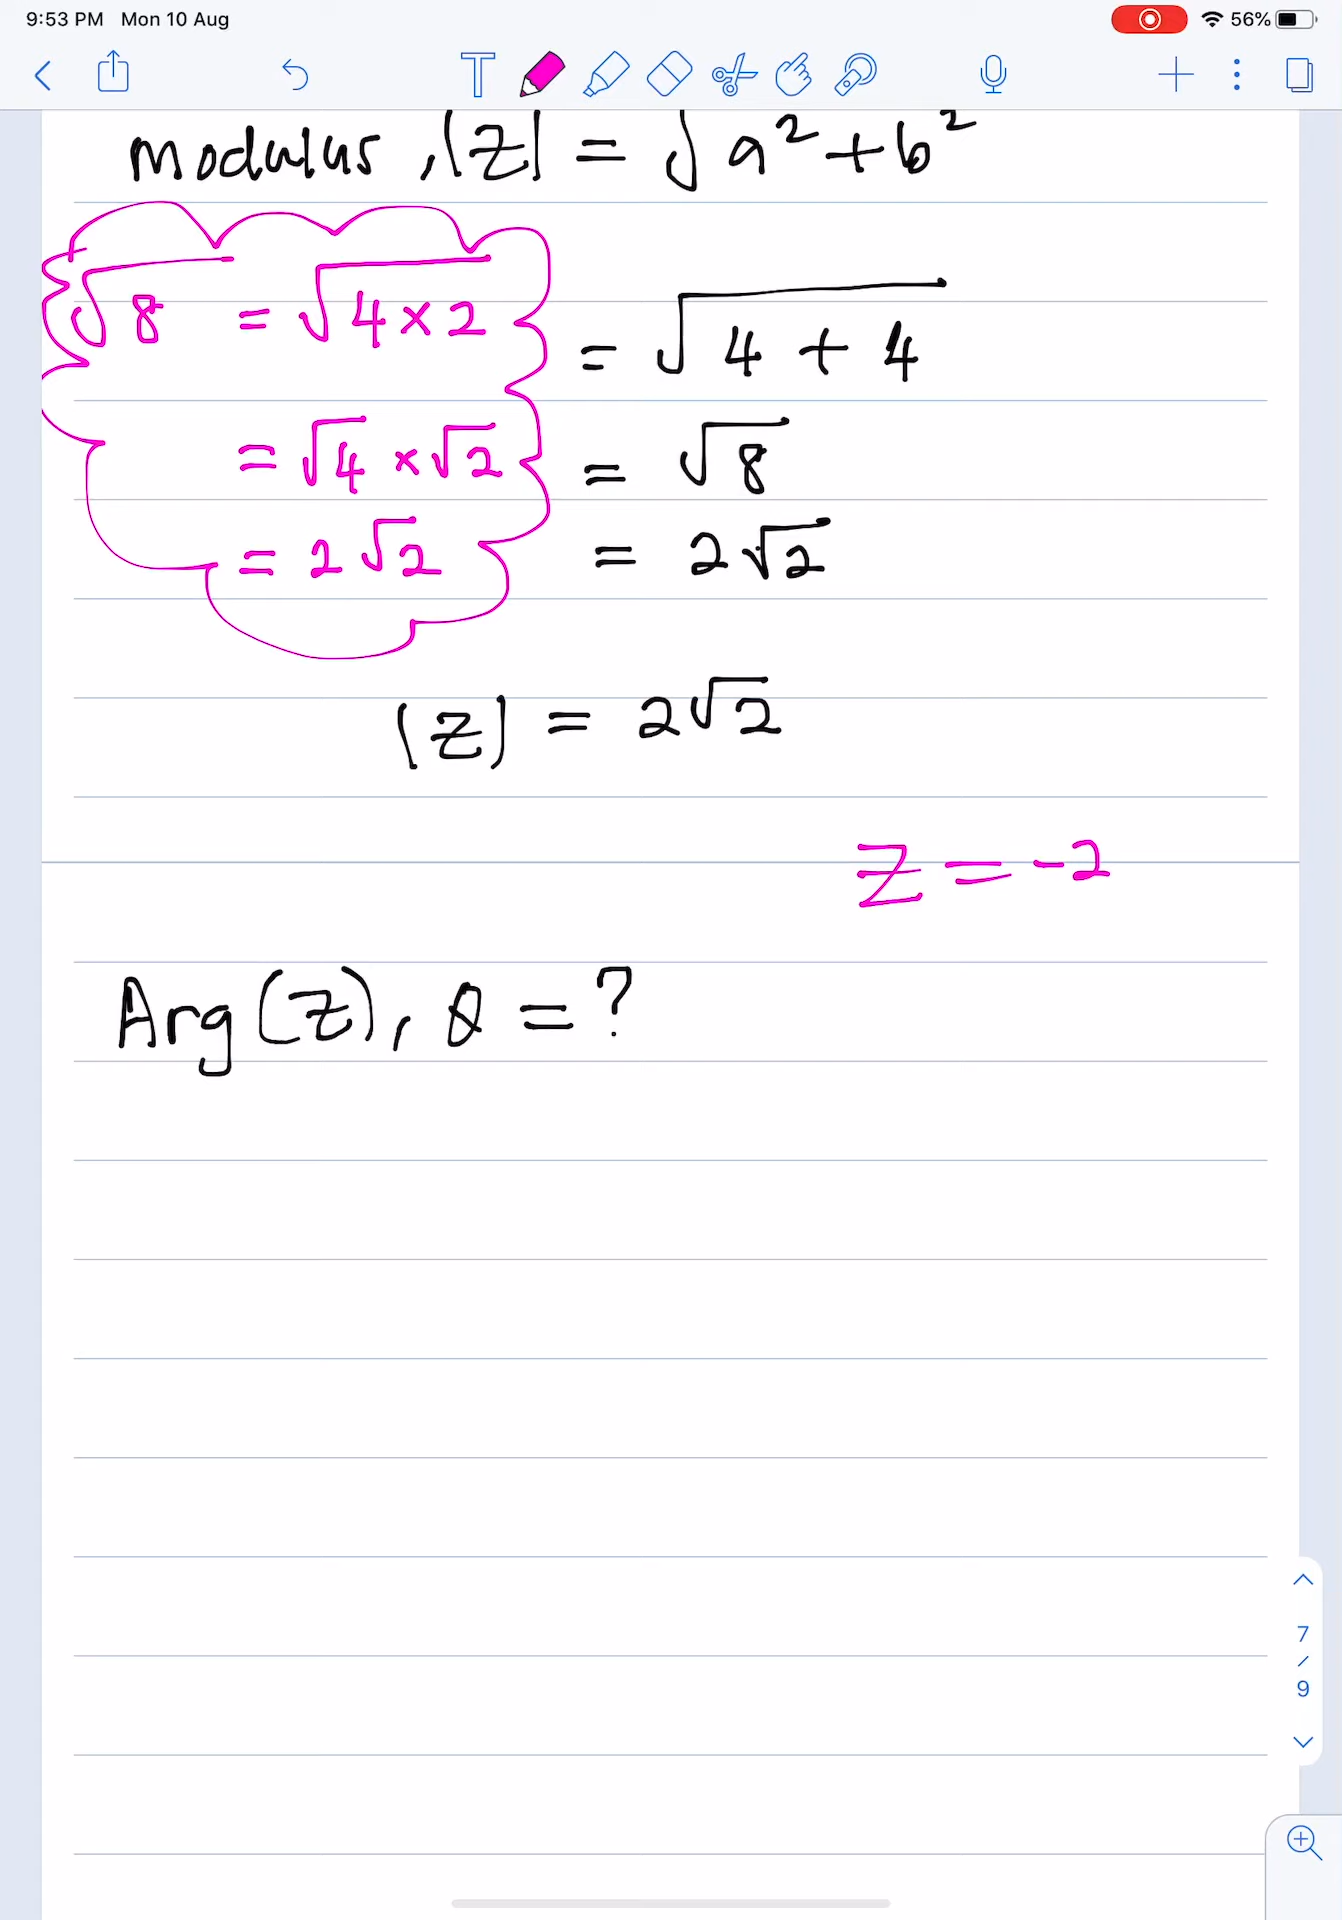 9:53 PM Mon 10 Aug 56%
T
Modulus, |z| = √a²+b²
√8 = √4×2
= √4 + 4
= √4 × √2
= √8
= 2√2
= 2√2
|z| = 2√2
z = -2
Arg(z), θ = ?
7
/
9